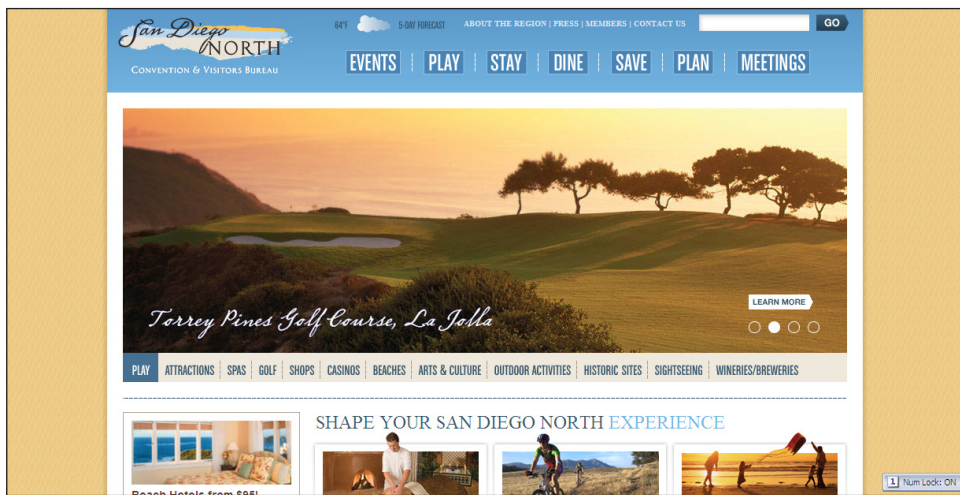 San Diego
NORTH
CONVENTION & VISITORS BUREAU
64°F
5-DAY FORECAST
ABOUT THE REGION | PRESS | MEMBERS | CONTACT US
GO
EVENTS PLAY STAY DINE SAVE PLAN MEETINGS
Torrey Pines Golf Course, La Jolla
LEARN MORE
PLAY ATTRACTIONS SPAS GOLF SHOPS CASINOS BEACHES ARTS & CULTURE OUTDOOR ACTIVITIES HISTORIC SITES SIGHTSEEING WINERIES/BREWERIES
SHAPE YOUR SAN DIEGO NORTH EXPERIENCE
Beach Hotels from $95!
1 Num Lock: ON